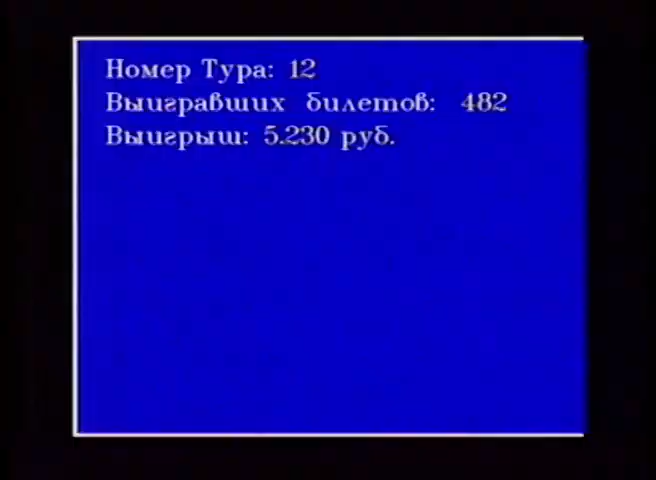 Номер Тура: 12
Выигравших билетов: 482
Выигрыш: 5.230 руб.